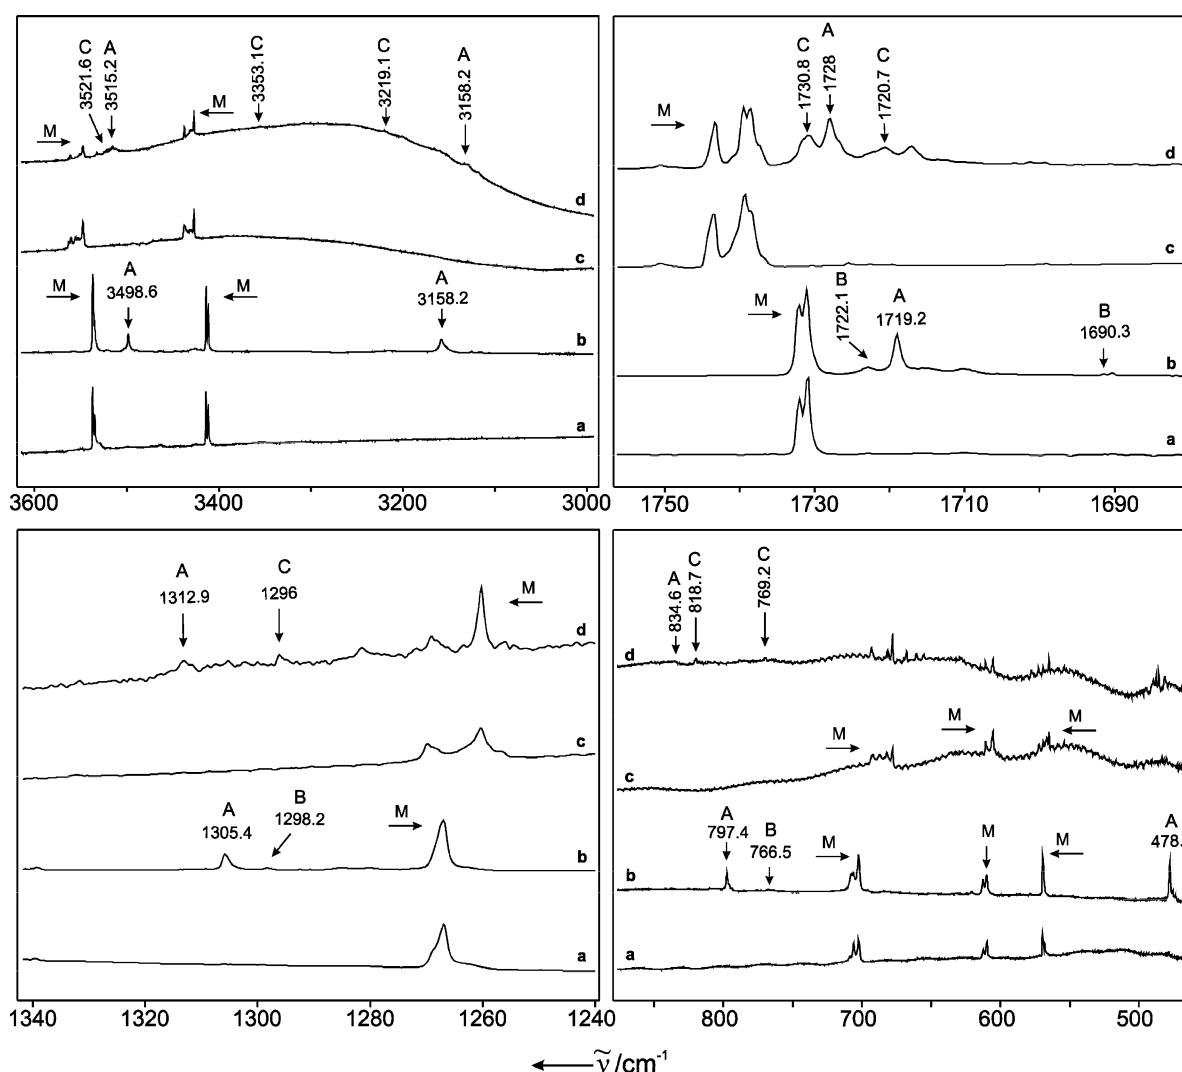 3521.6 C
3515.2 A
3353.1C
3219.1 C
3158.2 A
M
M
d
c
M
A
3498.6
M
A
3158.2
b
a
3600
3400
3200
3000
1730.8 C
A
1728
1720.7 C
M
d
c
M
B
1722.1
A
1719.2
B
1690.3
b
a
1750
1730
1710
1690
A
1312.9
C
1296
M
d
c
A
1305.4
B
1298.2
M
b
a
1340
1320
1300
1280
1260
1240
834.6 A
818.7 C
769.2 C
d
M
M
M
c
A
797.4
B
766.5
M
M
M
A
478.
b
a
800
700
600
500
ṽ /cm⁻¹